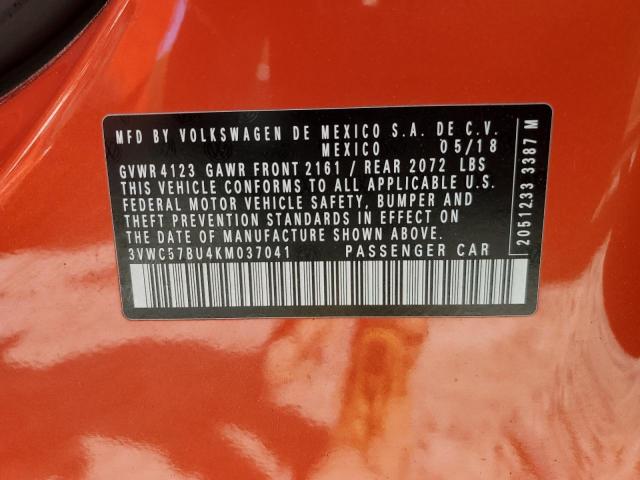 MFD BY VOLKSWAGEN DE MEXICO S.A. DE C.V.
MEXICO 05/18
GVWR 4123 GAWR FRONT 2161 / REAR 2072 LBS
THIS VEHICLE CONFORMS TO ALL APPLICABLE U.S.
FEDERAL MOTOR VEHICLE SAFETY, BUMPER AND
THEFT PREVENTION STANDARDS IN EFFECT ON
THE DATE OF MANUFACTURE SHOWN ABOVE.
3VWC57BU4KM037041 PASSENGER CAR
2051233 3387 M